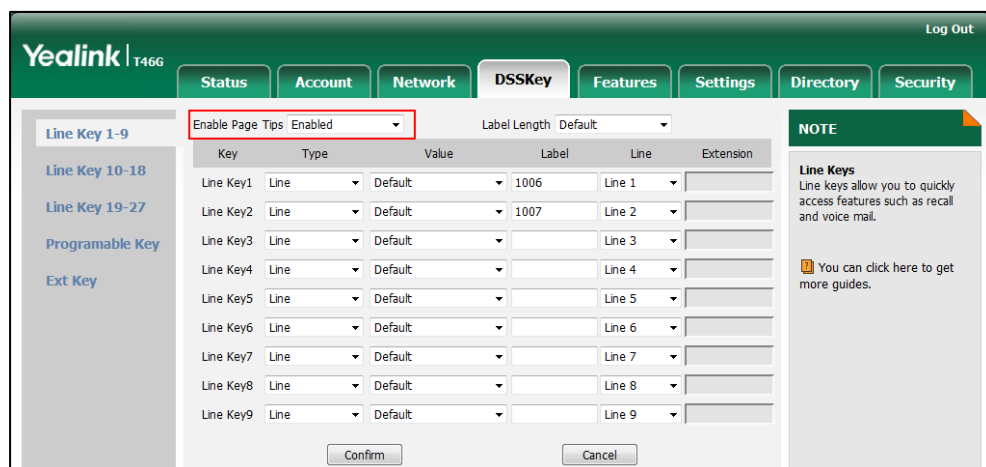 Log Out
Yealink T46G
Status Account Network DSSKey Features Settings Directory Security
Line Key 1-9
Line Key 10-18
Line Key 19-27
Programable Key
Ext Key
Enable Page Tips Enabled Label Length Default
Key Type Value Label Line Extension
Line Key1 Line Default 1006 Line 1
Line Key2 Line Default 1007 Line 2
Line Key3 Line Default Line 3
Line Key4 Line Default Line 4
Line Key5 Line Default Line 5
Line Key6 Line Default Line 6
Line Key7 Line Default Line 7
Line Key8 Line Default Line 8
Line Key9 Line Default Line 9
Confirm Cancel
NOTE
Line Keys
Line keys allow you to quickly
access features such as recall
and voice mail.
? You can click here to get
more guides.